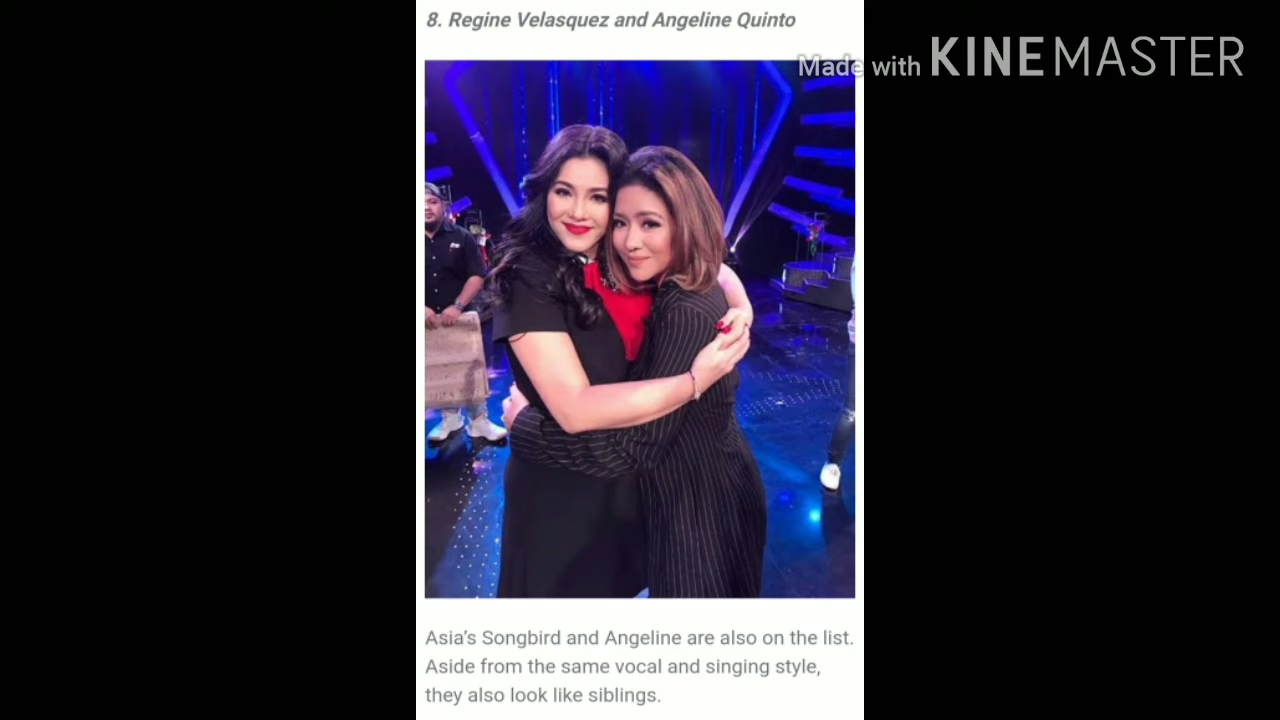 8. Regine Velasquez and Angeline Quinto
Made with KINEMASTER
Asia's Songbird and Angeline are also on the list.
Aside from the same vocal and singing style,
they also look like siblings.